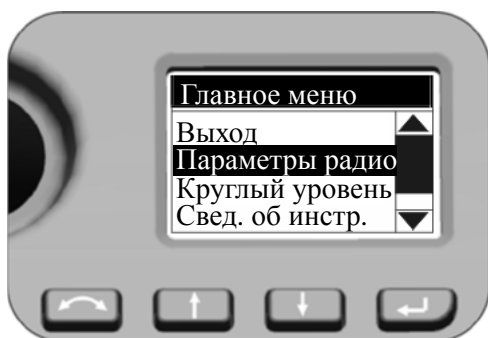 Главное меню
Выход
Параметры радио
Круглый уровень
Свед. об инстр.